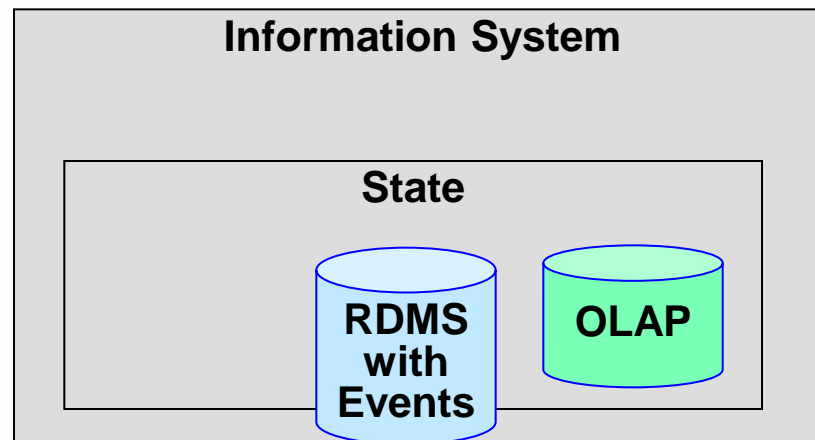 Information System
State
RDMS
with
Events
OLAP